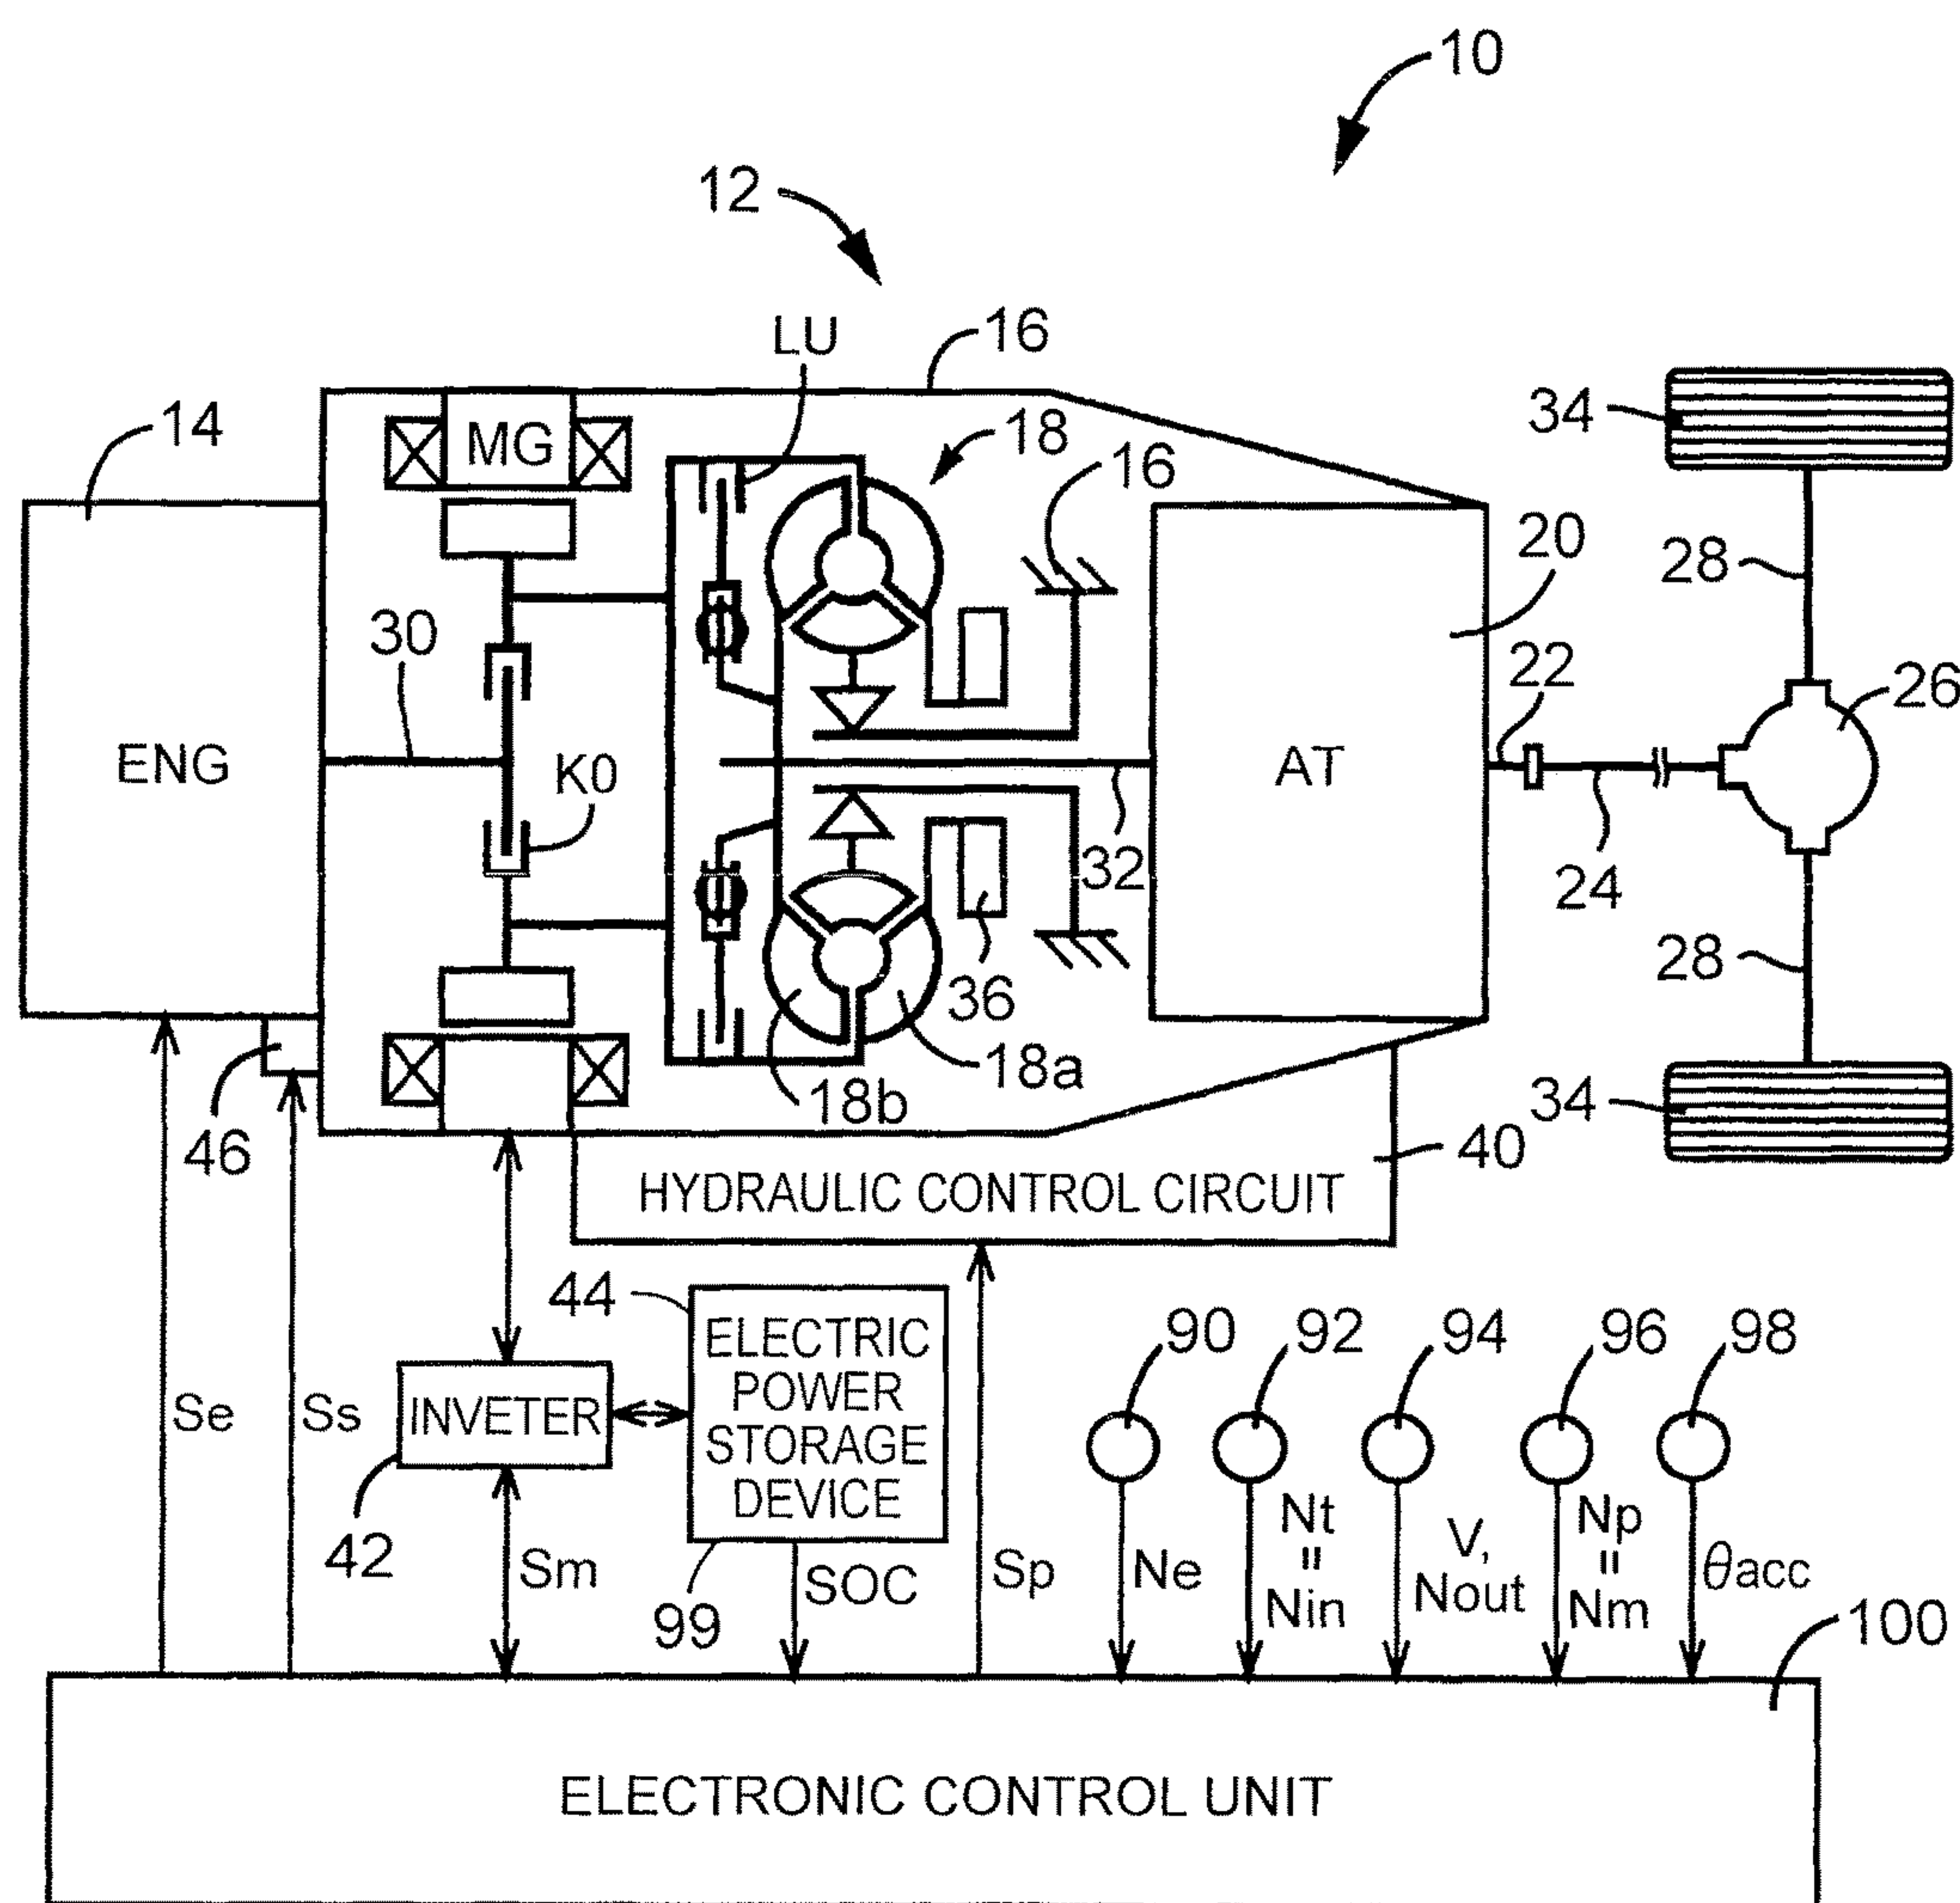 10
12
LU
16
14
MG
18
16
34
20
28
30
22
26
ENG
K0
AT
32
24
28
36
18a
18b
34
46
40
HYDRAULIC CONTROL CIRCUIT
44
ELECTRIC
POWER
STORAGE
DEVICE
90
92
94
96
98
Se
Ss
INVETER
42
Sm
99
SOC
Sp
Ne
Nt
=
Nin
V,
Nout
Np
=
Nm
θacc
100
ELECTRONIC CONTROL UNIT